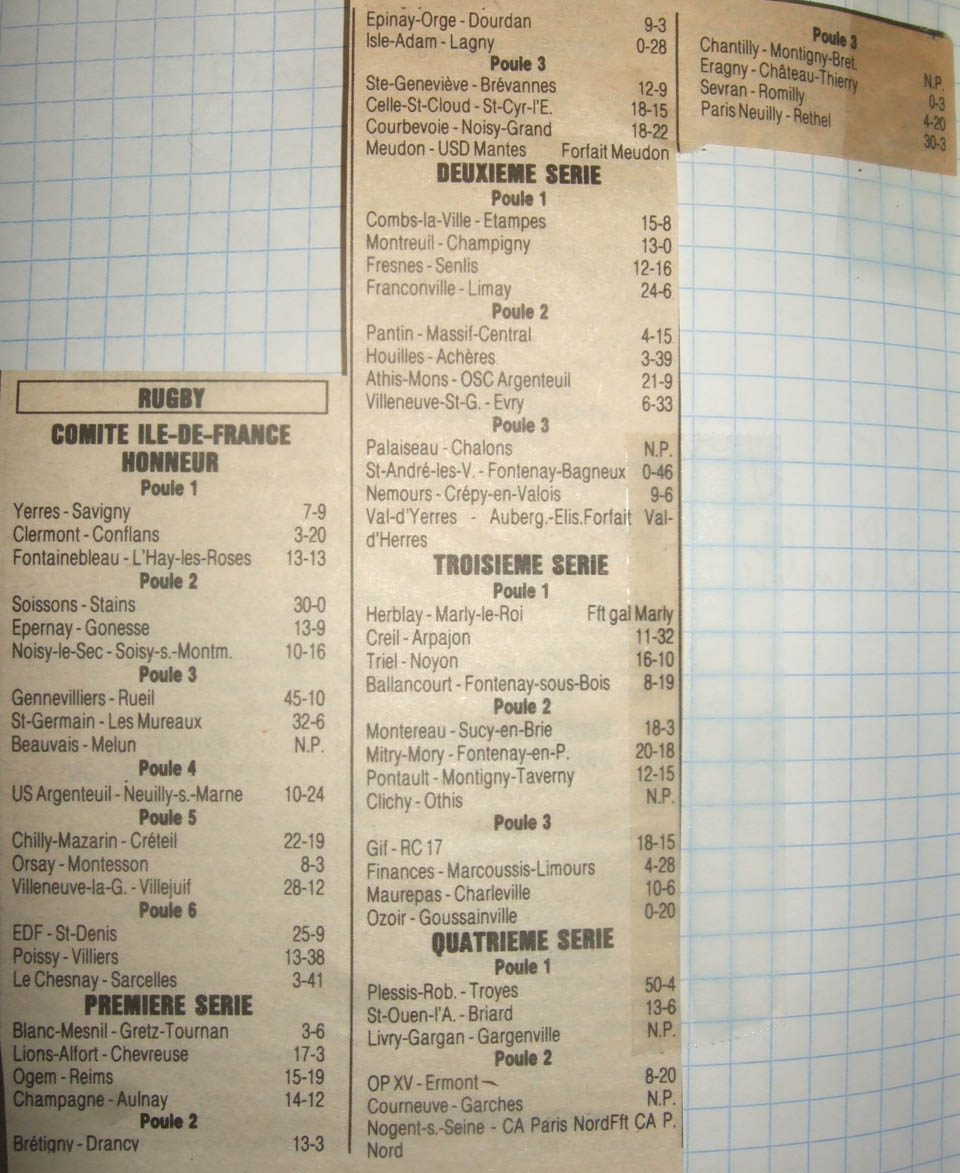 RUGBY
COMITE ILE-DE-FRANCE
HONNEUR
Poule 1
Yerres - Savigny 7-9
Clermont - Conflans 3-20
Fontainebleau - L'Hay-les-Roses 13-13
Poule 2
Soissons - Stains 30-0
Epernay - Gonesse 13-9
Noisy-le-Sec - Soisy-s.-Montm. 10-16
Poule 3
Gennevilliers - Rueil 45-10
St-Germain - Les Mureaux 32-6
Beauvais - Melun N.P.
Poule 4
US Argenteuil - Neuilly-s.-Marne 10-24
Poule 5
Chilly-Mazarin - Créteil 22-19
Orsay - Montesson 8-3
Villeneuve-la-G. - Villejuif 28-12
Poule 6
EDF - St-Denis 25-9
Poissy - Villiers 13-38
Le Chesnay - Sarcelles 3-41
PREMIERE SERIE
Blanc-Mesnil - Gretz-Tournan 3-6
Lions-Alfort - Chevreuse 17-3
Ogem - Reims 15-19
Champagne - Aulnay 14-12
Poule 2
Brétigny - Drancy 13-3
Epinay-Orge - Dourdan 9-3
Isle-Adam - Lagny 0-28
Poule 3
Ste-Geneviève - Brévannes 12-9
Celle-St-Cloud - St-Cyr-l'E. 18-15
Courbevoie - Noisy-Grand 18-22
Meudon - USD Mantes Forfait Meudon
DEUXIEME SERIE
Poule 1
Combs-la-Ville - Etampes 15-8
Montreuil - Champigny 13-0
Fresnes - Senlis 12-16
Franconville - Limay 24-6
Poule 2
Pantin - Massif-Central 4-15
Houilles - Achères 3-39
Athis-Mons - OSC Argenteuil 21-9
Villeneuve-St-G. - Evry 6-33
Poule 3
Palaiseau - Chalons N.P.
St-André-les-V. - Fontenay-Bagneux 0-46
Nemours - Crépy-en-Valois 9-6
Val-d'Yerres - Auberg.-Elis.Forfait Val-
d'Herres
TROISIEME SERIE
Poule 1
Herblay - Marly-le-Roi Fft gal Marly
Creil - Arpajon 11-32
Triel - Noyon 16-10
Ballancourt - Fontenay-sous-Bois 8-19
Poule 2
Montereau - Sucy-en-Brie 18-3
Mitry-Mory - Fontenay-en-P. 20-18
Pontault - Montigny-Taverny 12-15
Clichy - Othis N.P.
Poule 3
Gif - RC 17 18-15
Finances - Marcoussis-Limours 4-28
Maurepas - Charleville 10-6
Ozoir - Goussainville 0-20
QUATRIEME SERIE
Poule 1
Plessis-Rob. - Troyes 50-4
St-Ouen-l'A. - Briard 13-6
Livry-Gargan - Gargenville N.P.
Poule 2
OP XV - Ermont 8-20
Courneuve - Garches N.P.
Nogent-s.-Seine - CA Paris NordFft CA P.
Nord
Poule 3
Chantilly - Montigny-Bret. N.P.
Eragny - Château-Thierry 0-3
Sevran - Romilly 4-20
Paris Neuilly - Rethel 30-3